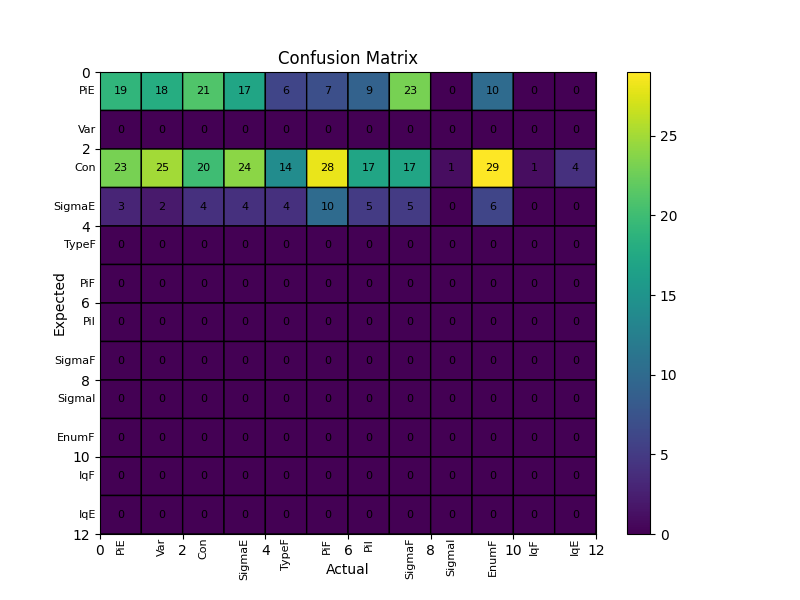 Confusion Matrix
0
PiE 19 18 21 17 6 7 9 23 0 10 0 0
Var 0 0 0 0 0 0 0 0 0 0 0 0
2
Con 23 25 20 24 14 28 17 17 1 29 1 4
SigmaE 3 2 4 4 4 10 5 5 0 6 0 0
4
TypeF 0 0 0 0 0 0 0 0 0 0 0 0
PiF 0 0 0 0 0 0 0 0 0 0 0 0
Expected
6
PiI 0 0 0 0 0 0 0 0 0 0 0 0
SigmaF 0 0 0 0 0 0 0 0 0 0 0 0
8
SigmaI 0 0 0 0 0 0 0 0 0 0 0 0
EnumF 0 0 0 0 0 0 0 0 0 0 0 0
10
IqF 0 0 0 0 0 0 0 0 0 0 0 0
IqE 0 0 0 0 0 0 0 0 0 0 0 0
12
0 2 4 6 8 10 12
PiE Var Con SigmaE TypeF PiF PiI SigmaF SigmaI EnumF IqF IqE
Actual
25
20
15
10
5
0